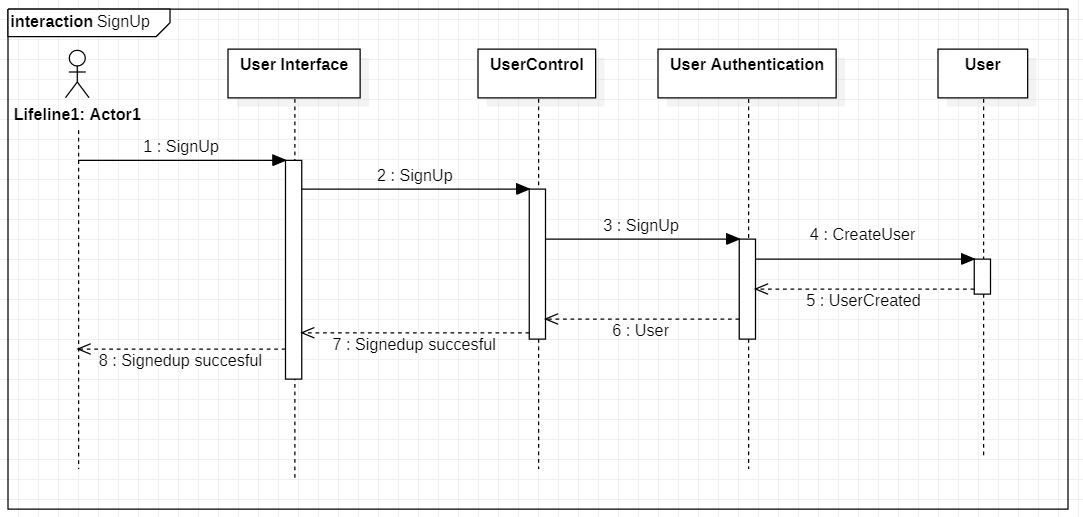 interaction SignUp
User Interface
UserControl
User Authentication
User
Lifeline1: Actor1
1 : SignUp
2 : SignUp
3 : SignUp
4 : CreateUser
5 : UserCreated
6 : User
7 : Signedup succesful
8 : Signedup succesful